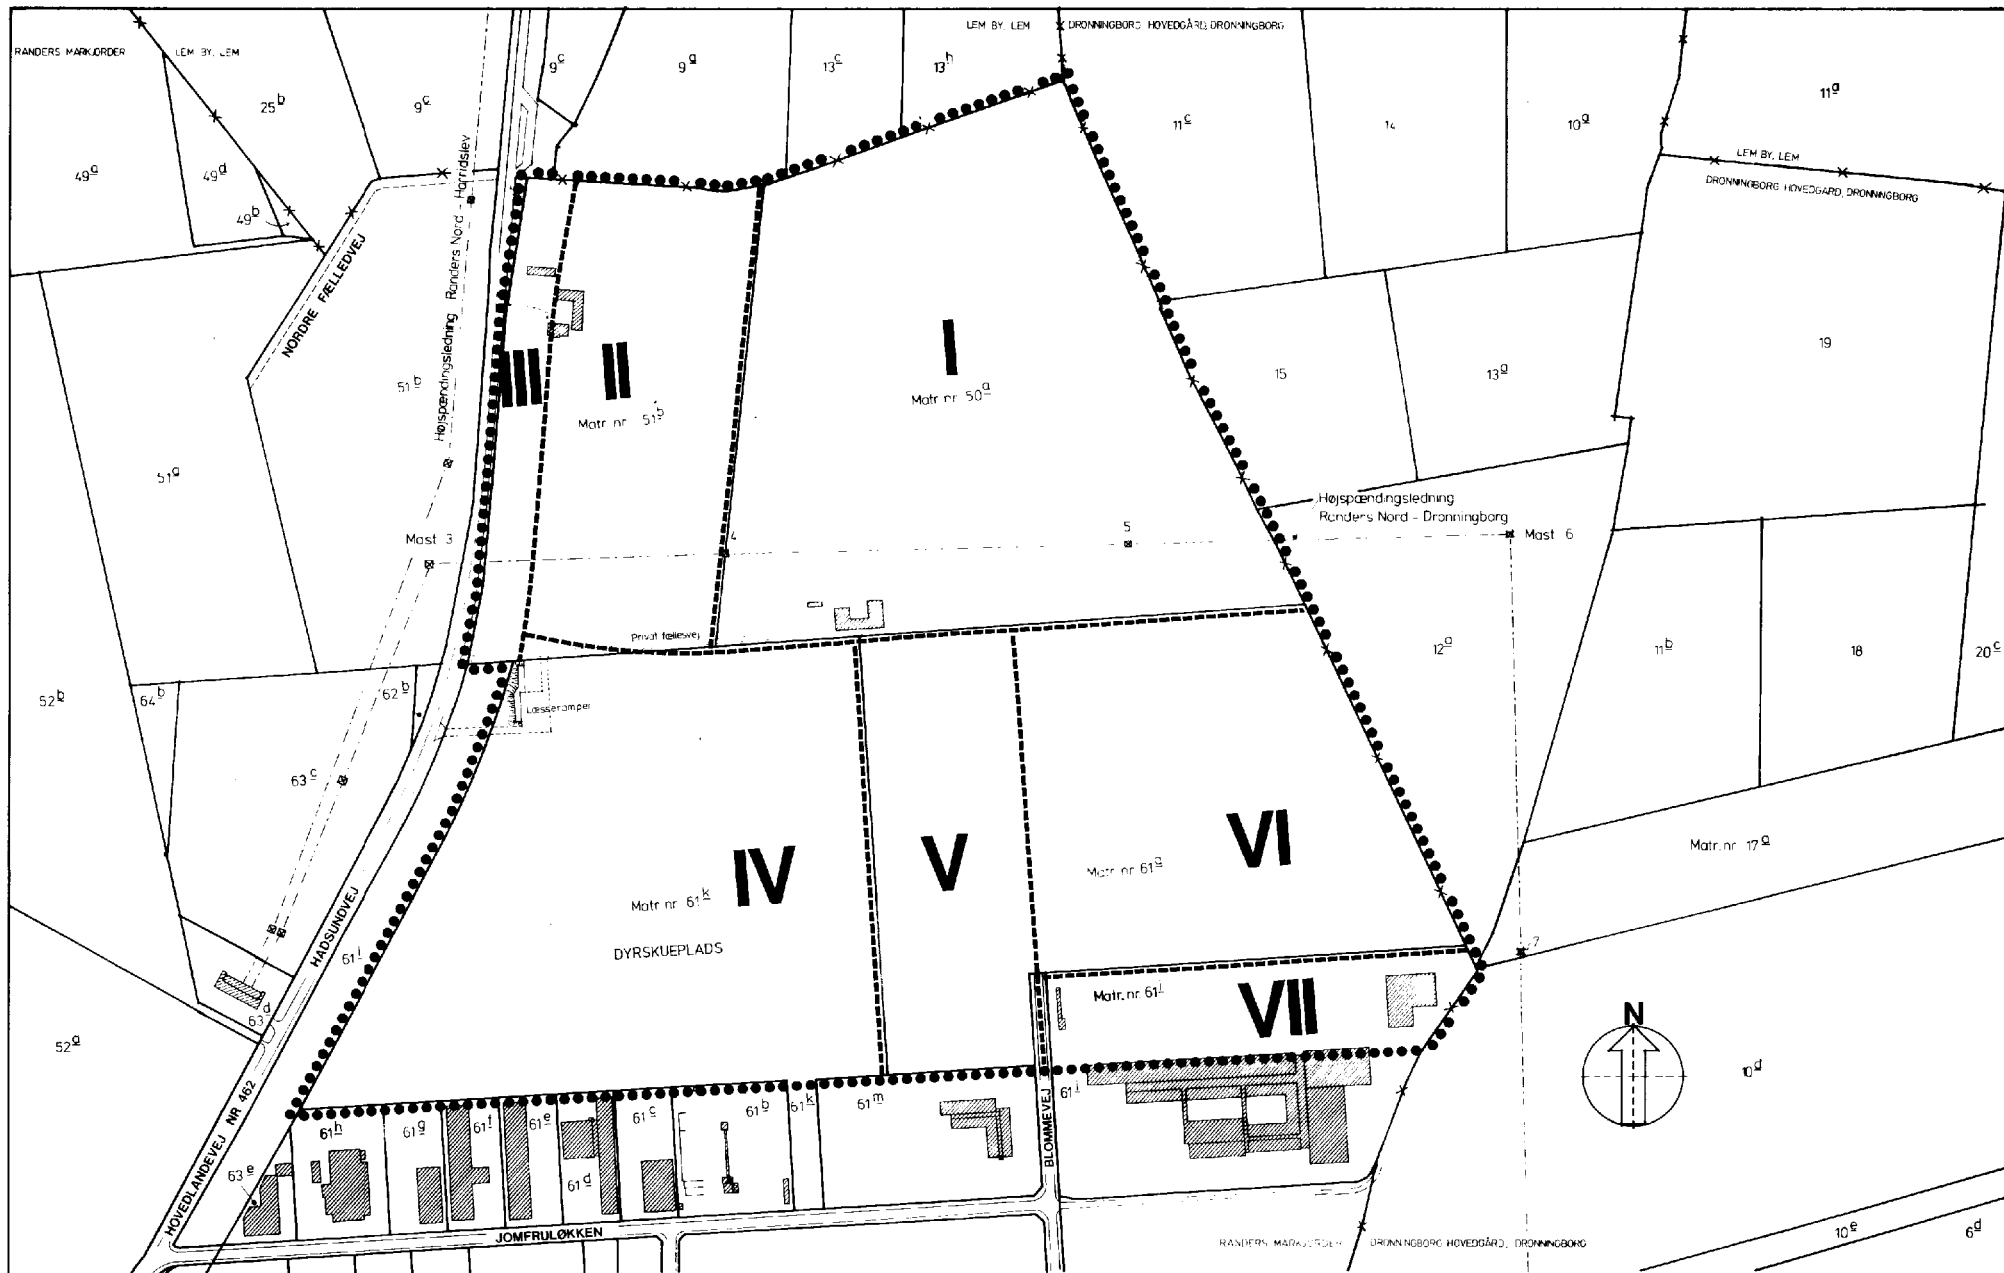 RANDERS MARKJORDER
LEM BY, LEM
LEM BY, LEM
DRONNINGBORG HOVEDGÅRD, DRONNINGBORG
25b
9c
9c
9a
13c
13h
11c
14
10a
11a
49a
49d
49b
LEM BY, LEM
DRONNINGBORG HOVEDGÅRD, DRONNINGBORG
NORDRE FÆLLEDVEJ
Højspændingsledning Randers Nord - Harridslev
51b
III
II
I
Matr. nr. 51b
Matr. nr. 50a
15
13a
19
51a
Højspændingsledning
Randers Nord - Dronningborg
Mast 3
4
5
Mast 6
Privat fællesvej
12a
11b
18
20c
52b
64b
62b
Læsseramper
63c
IV
V
VI
Matr. nr. 61k
Matr. nr. 61a
Matr. nr. 17a
DYRSKUEPLADS
HADSUNDVEJ
61l
7
Matr. nr. 61i
VII
63d
52a
N
10d
HOVEDLANDEVEJ NR 462
61h
61g
61f
61e
61d
61c
61b
61k
61m
61i
BLOMMEVEJ
63e
JOMFRULØKKEN
RANDERS MARKJORDER
DRONNINGBORG HOVEDGÅRD, DRONNINGBORG
10e
6d